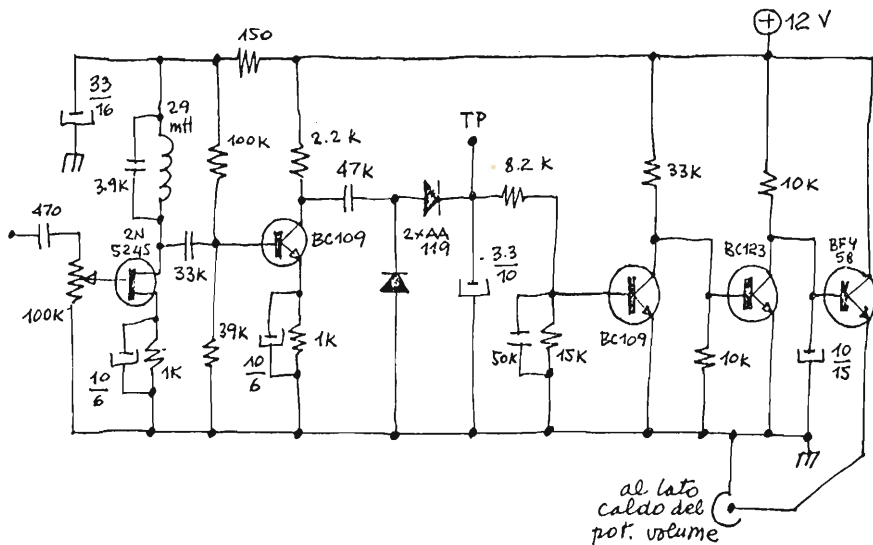 12 V
150
33
16
29
mH
100K
2.2 K
TP
3.9K
47K
8.2 K
33K
10K
470
2N
5245
33K
BC109
2xAA
119
BC123
BFY
58
3.3
10
100K
39K
10
6
1K
10
6
1K
50K
15K
BC109
10K
10
15
al lato
caldo del
pot. volume